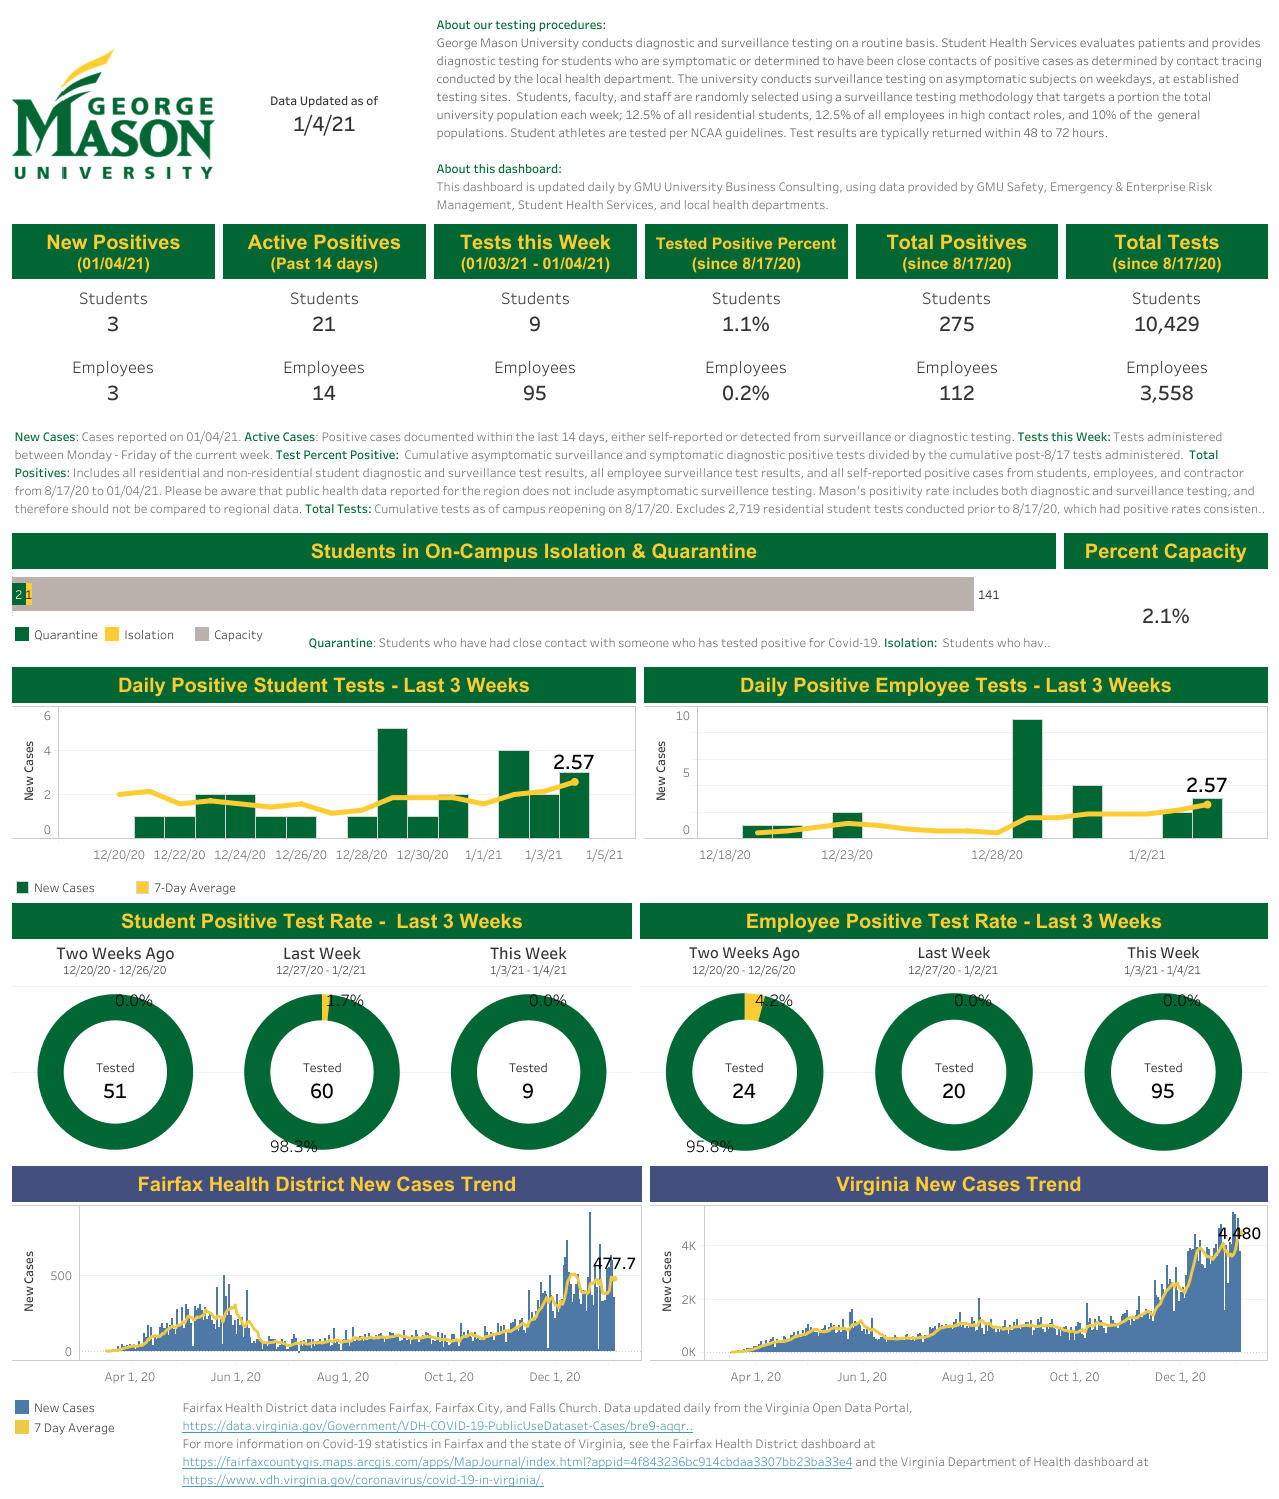 GEORGE
MASON
UNIVERSITY
Data Updated as of
1/4/21
About our testing procedures:
George Mason University conducts diagnostic and surveillance testing on a routine basis. Student Health Services evaluates patients and provides
diagnostic testing for students who are symptomatic or determined to have been close contacts of positive cases as determined by contact tracing
conducted by the local health department. The university conducts surveillance testing on asymptomatic subjects on weekdays, at established
testing sites.  Students, faculty, and staff are randomly selected using a surveillance testing methodology that targets a portion the total
university population each week; 12.5% of all residential students, 12.5% of all employees in high contact roles, and 10% of the  general
populations. Student athletes are tested per NCAA guidelines. Test results are typically returned within 48 to 72 hours.
About this dashboard:
This dashboard is updated daily by GMU University Business Consulting, using data provided by GMU Safety, Emergency & Enterprise Risk
Management, Student Health Services, and local health departments.
New Positives
(01/04/21)
Students
3
Employees
3
Active Positives
(Past 14 days)
Students
21
Employees
14
Tests this Week
(01/03/21 - 01/04/21)
Students
9
Employees
95
Tested Positive Percent
(since 8/17/20)
Students
1.1%
Employees
0.2%
Total Positives
(since 8/17/20)
Students
275
Employees
112
Total Tests
(since 8/17/20)
Students
10,429
Employees
3,558
New Cases: Cases reported on 01/04/21. Active Cases: Positive cases documented within the last 14 days, either self-reported or detected from surveillance or diagnostic testing. Tests this Week: Tests administered
between Monday - Friday of the current week. Test Percent Positive:  Cumulative asymptomatic surveillance and symptomatic diagnostic positive tests divided by the cumulative post-8/17 tests administered.  Total
Positives: Includes all residential and non-residential student diagnostic and surveillance test results, all employee surveillance test results, and all self-reported positive cases from students, employees, and contractor
from 8/17/20 to 01/04/21. Please be aware that public health data reported for the region does not include asymptomatic surveillence testing. Mason's positivity rate includes both diagnostic and surveillance testing, and
therefore should not be compared to regional data. Total Tests: Cumulative tests as of campus reopening on 8/17/20. Excludes 2,719 residential student tests conducted prior to 8/17/20, which had positive rates consisten..
Students in On-Campus Isolation & Quarantine
2 1 141
Quarantine Isolation Capacity
Quarantine: Students who have had close contact with someone who has tested positive for Covid-19. Isolation:  Students who hav..
Percent Capacity
2.1%
Daily Positive Student Tests - Last 3 Weeks
New Cases
6
4
2
0
2.57
12/20/20 12/22/20 12/24/20 12/26/20 12/28/20 12/30/20 1/1/21 1/3/21 1/5/21
Daily Positive Employee Tests - Last 3 Weeks
New Cases
10
5
0
2.57
12/18/20 12/23/20 12/28/20 1/2/21
New Cases 7-Day Average
Student Positive Test Rate -  Last 3 Weeks
Two Weeks Ago
12/20/20 - 12/26/20
0.0%
Tested
51
Last Week
12/27/20 - 1/2/21
1.7%
Tested
60
98.3%
This Week
1/3/21 - 1/4/21
0.0%
Tested
9
Employee Positive Test Rate - Last 3 Weeks
Two Weeks Ago
12/20/20 - 12/26/20
4.2%
Tested
24
95.8%
Last Week
12/27/20 - 1/2/21
0.0%
Tested
20
This Week
1/3/21 - 1/4/21
0.0%
Tested
95
Fairfax Health District New Cases Trend
New Cases
500
0
477.7
Apr 1, 20 Jun 1, 20 Aug 1, 20 Oct 1, 20 Dec 1, 20
Virginia New Cases Trend
New Cases
4K
2K
0K
4,480
Apr 1, 20 Jun 1, 20 Aug 1, 20 Oct 1, 20 Dec 1, 20
New Cases
7 Day Average
Fairfax Health District data includes Fairfax, Fairfax City, and Falls Church. Data updated daily from the Virginia Open Data Portal,
https://data.virginia.gov/Government/VDH-COVID-19-PublicUseDataset-Cases/bre9-aqqr..
For more information on Covid-19 statistics in Fairfax and the state of Virginia, see the Fairfax Health District dashboard at
https://fairfaxcountygis.maps.arcgis.com/apps/MapJournal/index.html?appid=4f843236bc914cbdaa3307bb23ba33e4 and the Virginia Department of Health dashboard at
https://www.vdh.virginia.gov/coronavirus/covid-19-in-virginia/.